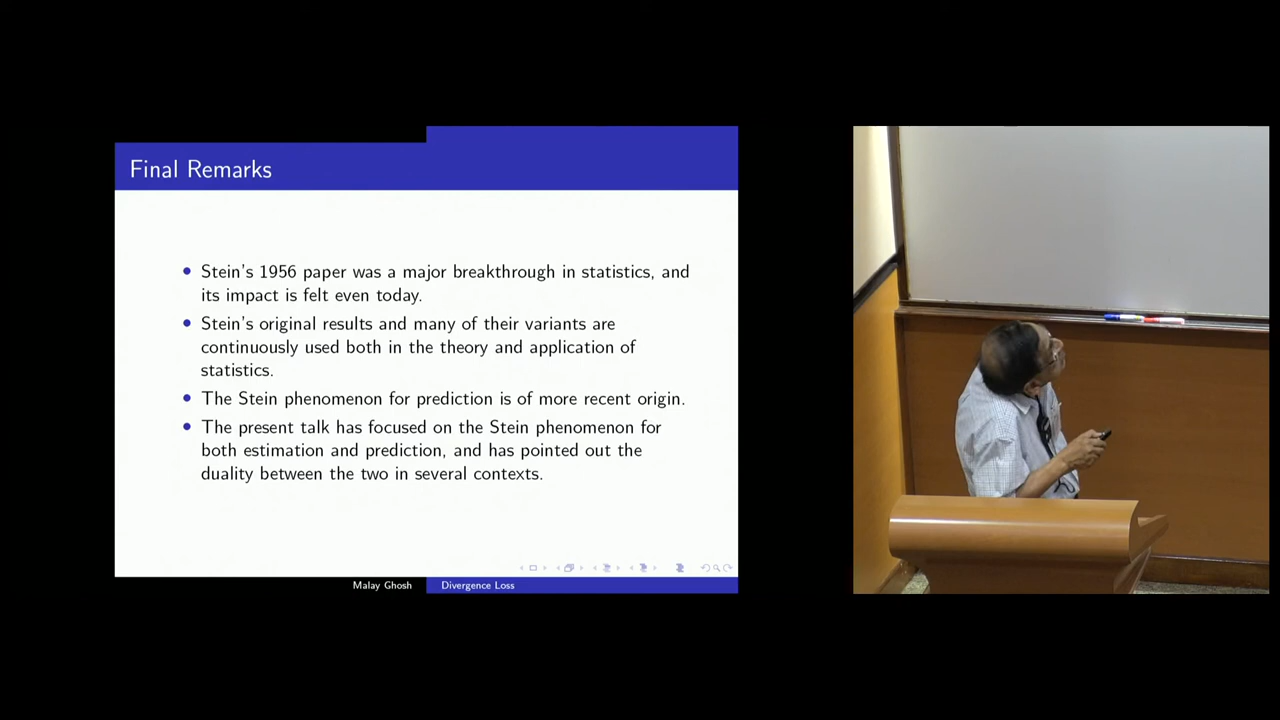 Final Remarks
• Stein's 1956 paper was a major breakthrough in statistics, and
its impact is felt even today.
• Stein's original results and many of their variants are
continuously used both in the theory and application of
statistics.
• The Stein phenomenon for prediction is of more recent origin.
• The present talk has focused on the Stein phenomenon for
both estimation and prediction, and has pointed out the
duality between the two in several contexts.
Malay Ghosh
Divergence Loss